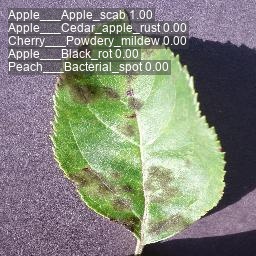 Apple___Apple_scab 1.00
Apple___Cedar_apple_rust 0.00
Cherry___Powdery_mildew 0.00
Apple___Black_rot 0.00
Peach___Bacterial_spot 0.00